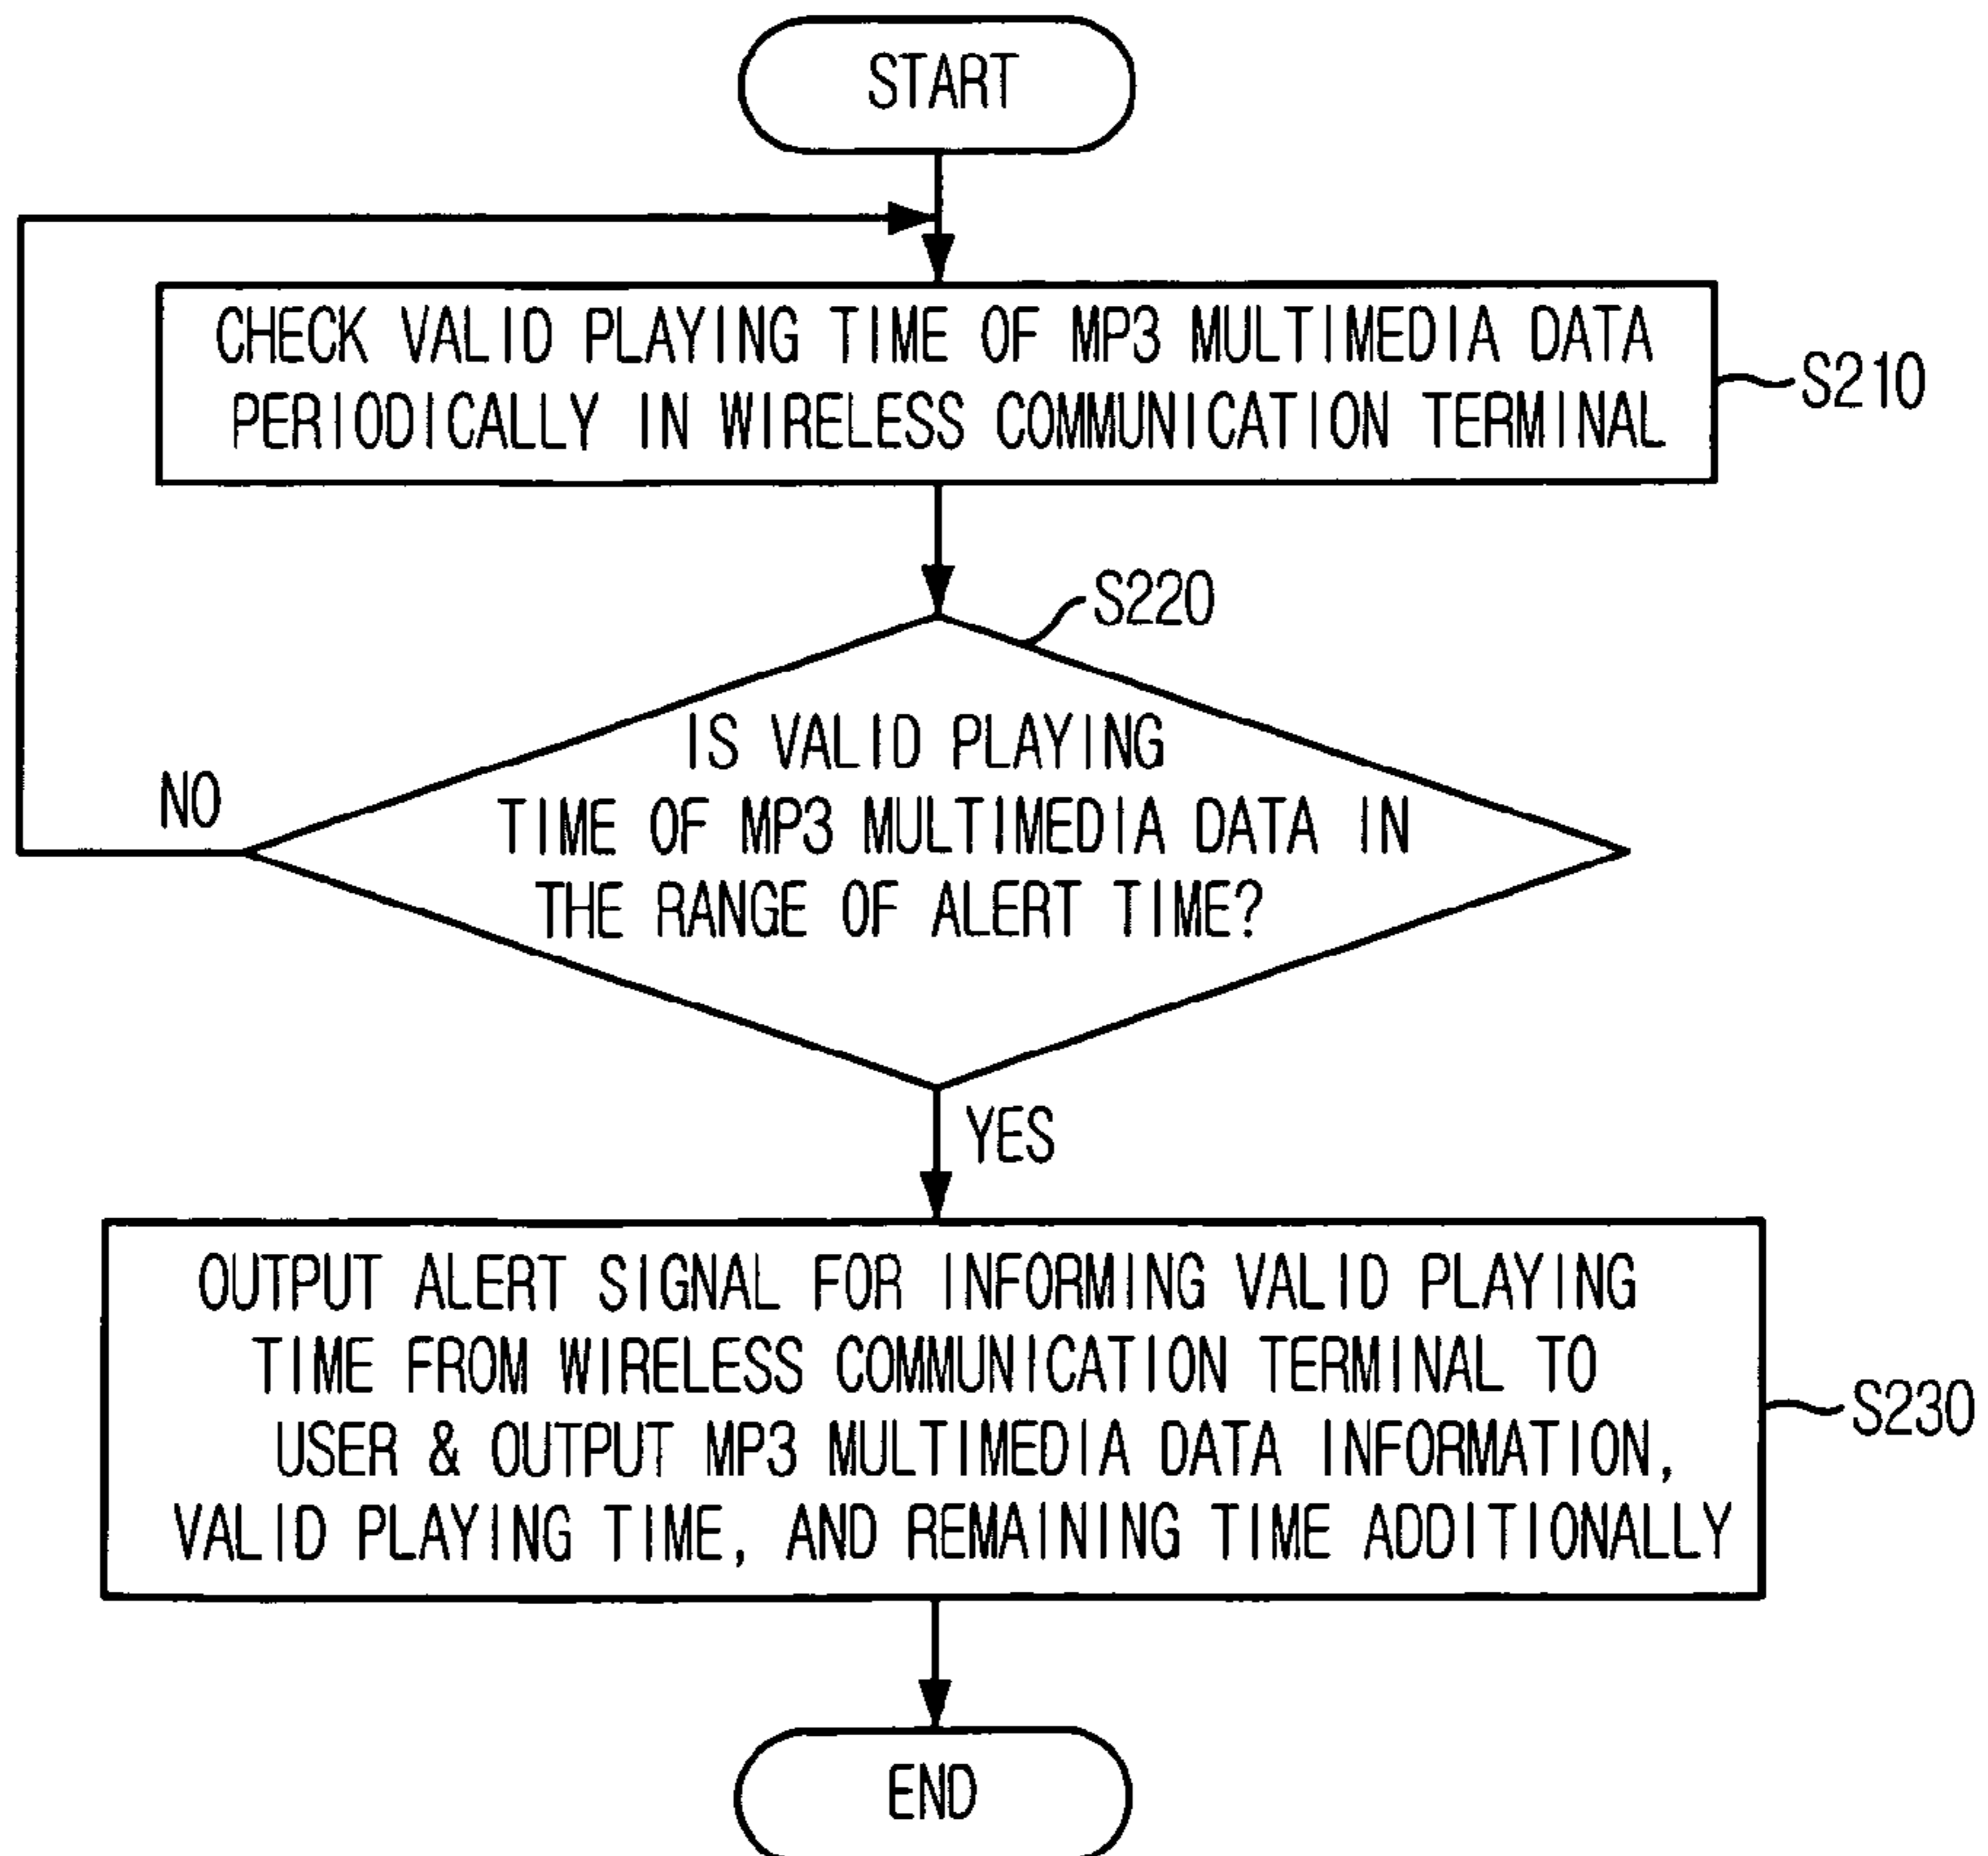 START
CHECK VALID PLAYING TIME OF MP3 MULTIMEDIA DATA
PERIODICALLY IN WIRELESS COMMUNICATION TERMINAL
S210
S220
IS VALID PLAYING
TIME OF MP3 MULTIMEDIA DATA IN
THE RANGE OF ALERT TIME?
NO
YES
OUTPUT ALERT SIGNAL FOR INFORMING VALID PLAYING
TIME FROM WIRELESS COMMUNICATION TERMINAL TO
USER & OUTPUT MP3 MULTIMEDIA DATA INFORMATION,
VALID PLAYING TIME, AND REMAINING TIME ADDITIONALLY
S230
END